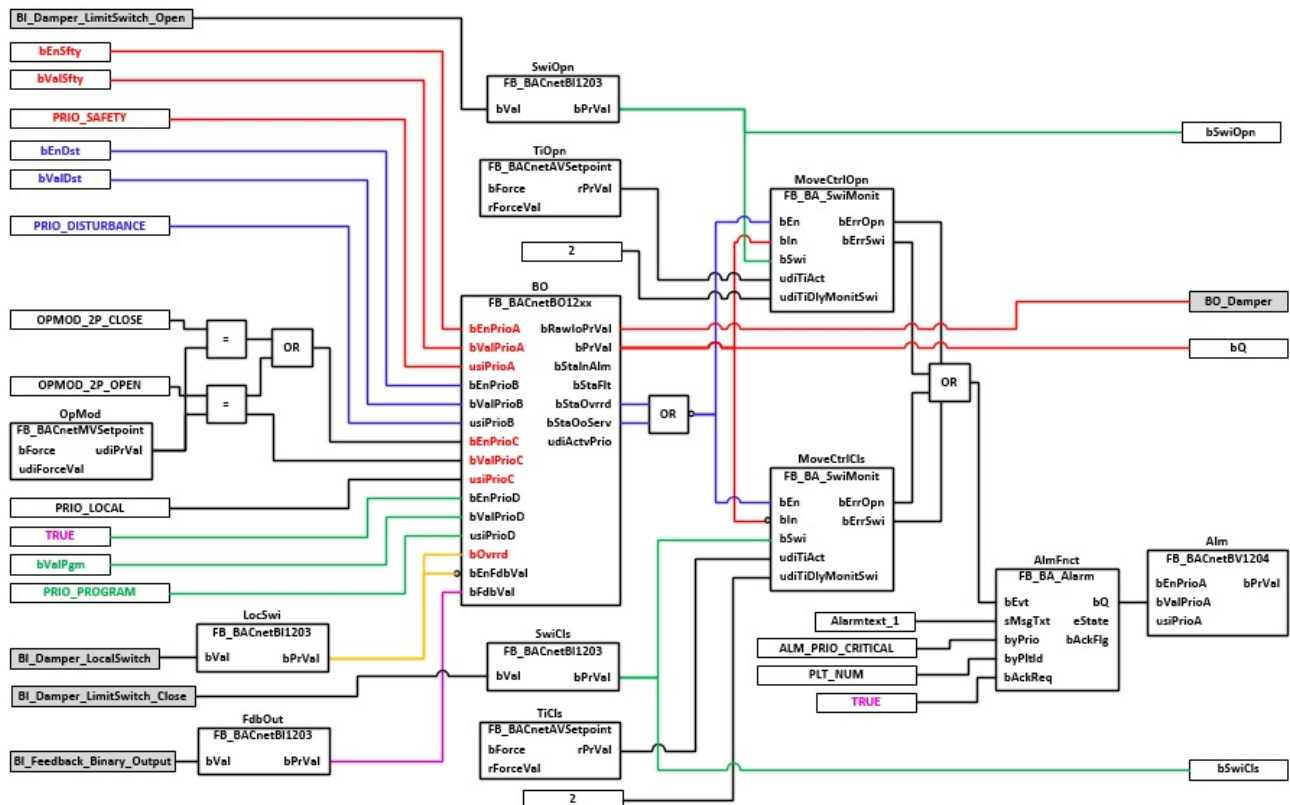 BI_Damper_LimitSwitch_Open
bEnSfty
bValSfty
PRIO_SAFETY
bEnDst
bValDst
PRIO_DISTURBANCE
OPMOD_2P_CLOSE
=
OR
OPMOD_2P_OPEN
=
OpMod
FB_BACnetMVSetpoint
bForce udiPrVal
udiForceVal
PRIO_LOCAL
TRUE
bValPgm
PRIO_PROGRAM
LocSwi
FB_BACnetBI1203
bVal bPrVal
BI_Damper_LocalSwitch
BI_Damper_LimitSwitch_Close
FdbOut
FB_BACnetBI1203
bVal bPrVal
BI_Feedback_Binary_Output
SwiOpn
FB_BACnetBI1203
bVal bPrVal
TiOpn
FB_BACnetAVSetpoint
bForce rPrVal
rForceVal
2
BO
FB_BACnetBO12xx
bEnPrioA bRawIoPrVal
bValPrioA bPrVal
usiPrioA bStaInAlm
bEnPrioB bStaFlt
bValPrioB bStaOvrrd
usiPrioB bStaOoServ
bEnPrioC udiActvPrio
bValPrioC
usiPrioC
bEnPrioD
bValPrioD
usiPrioD
bOvrrd
bEnFdbVal
bFdbVal
OR
SwiCls
FB_BACnetBI1203
bVal bPrVal
TiCls
FB_BACnetAVSetpoint
bForce rPrVal
rForceVal
2
MoveCtrlOpn
FB_BA_SwiMonit
bEn bErrOpn
bIn bErrSwi
bSwi
udiTiAct
udiTiDlyMonitSwi
MoveCtrlCls
FB_BA_SwiMonit
bEn bErrOpn
bIn bErrSwi
bSwi
udiTiAct
udiTiDlyMonitSwi
OR
bSwiOpn
BO_Damper
bQ
Alarmtext_1
ALM_PRIO_CRITICAL
PLT_NUM
TRUE
AlmFnct
FB_BA_Alarm
bEvt bQ
sMsgTxt eState
byPrio bAckFlg
byPltId
bAckReq
Alm
FB_BACnetBV1204
bEnPrioA bPrVal
bValPrioA
usiPrioA
bSwiCls